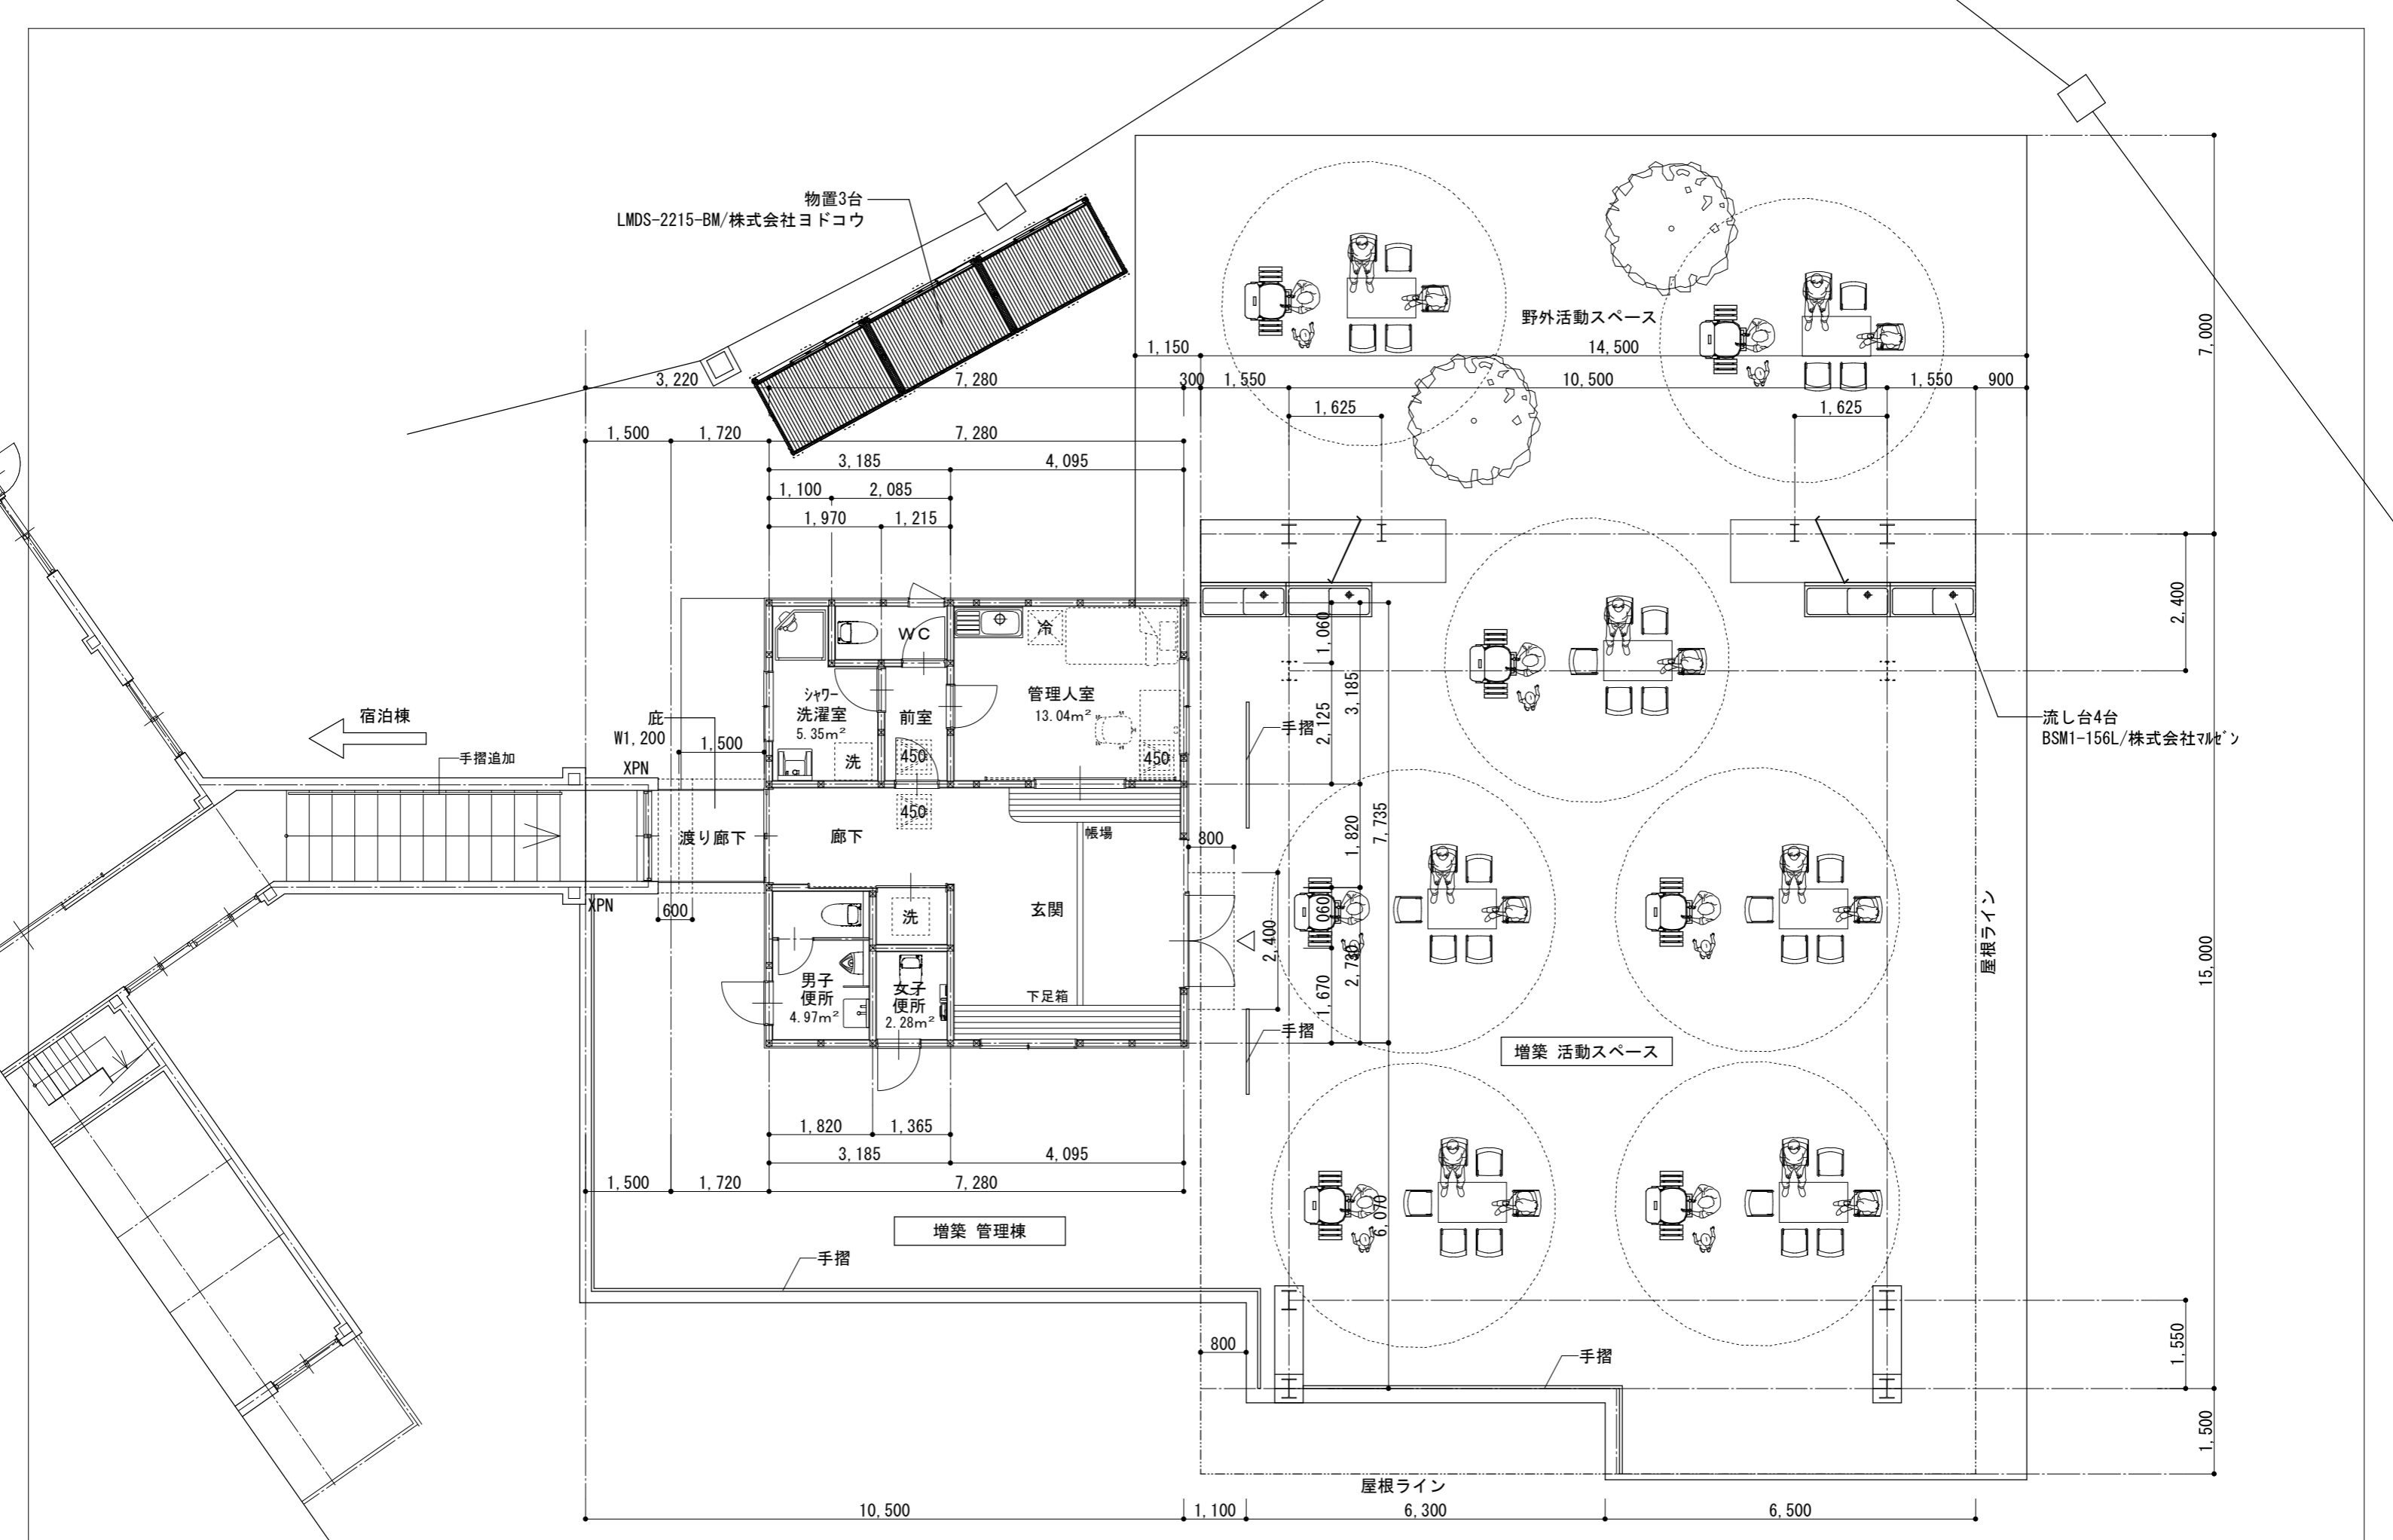 物置3台
LMDS-2215-BM/株式会社ヨドコウ
野外活動スペース
1,150
14,500
7,000
3,220
7,280
300
1,550
10,500
1,550
900
1,625
1,625
1,500
1,720
7,280
3,185
4,095
1,100
2,085
1,970
1,215
2,400
WC
冷
1,060
シャワー
洗濯室
5.35m²
前室
管理人室
13.04m²
3,185
2,125
宿泊棟
庇
W1,200
1,500
手摺
流し台4台
BSM1-156L/株式会社マルゼン
手摺追加
XPN
洗
450
450
450
渡り廊下
廊下
帳場
800
1,820
7,735
XPN
600
洗
玄関
2,400
1,060
屋根ライン
15,000
男子
便所
4.97m²
女子
便所
2.28m²
下足箱
2,730
1,670
手摺
増築 活動スペース
1,820
1,365
3,185
4,095
1,500
1,720
7,280
6,070
増築 管理棟
手摺
800
手摺
1,550
1,500
屋根ライン
10,500
1,100
6,300
6,500